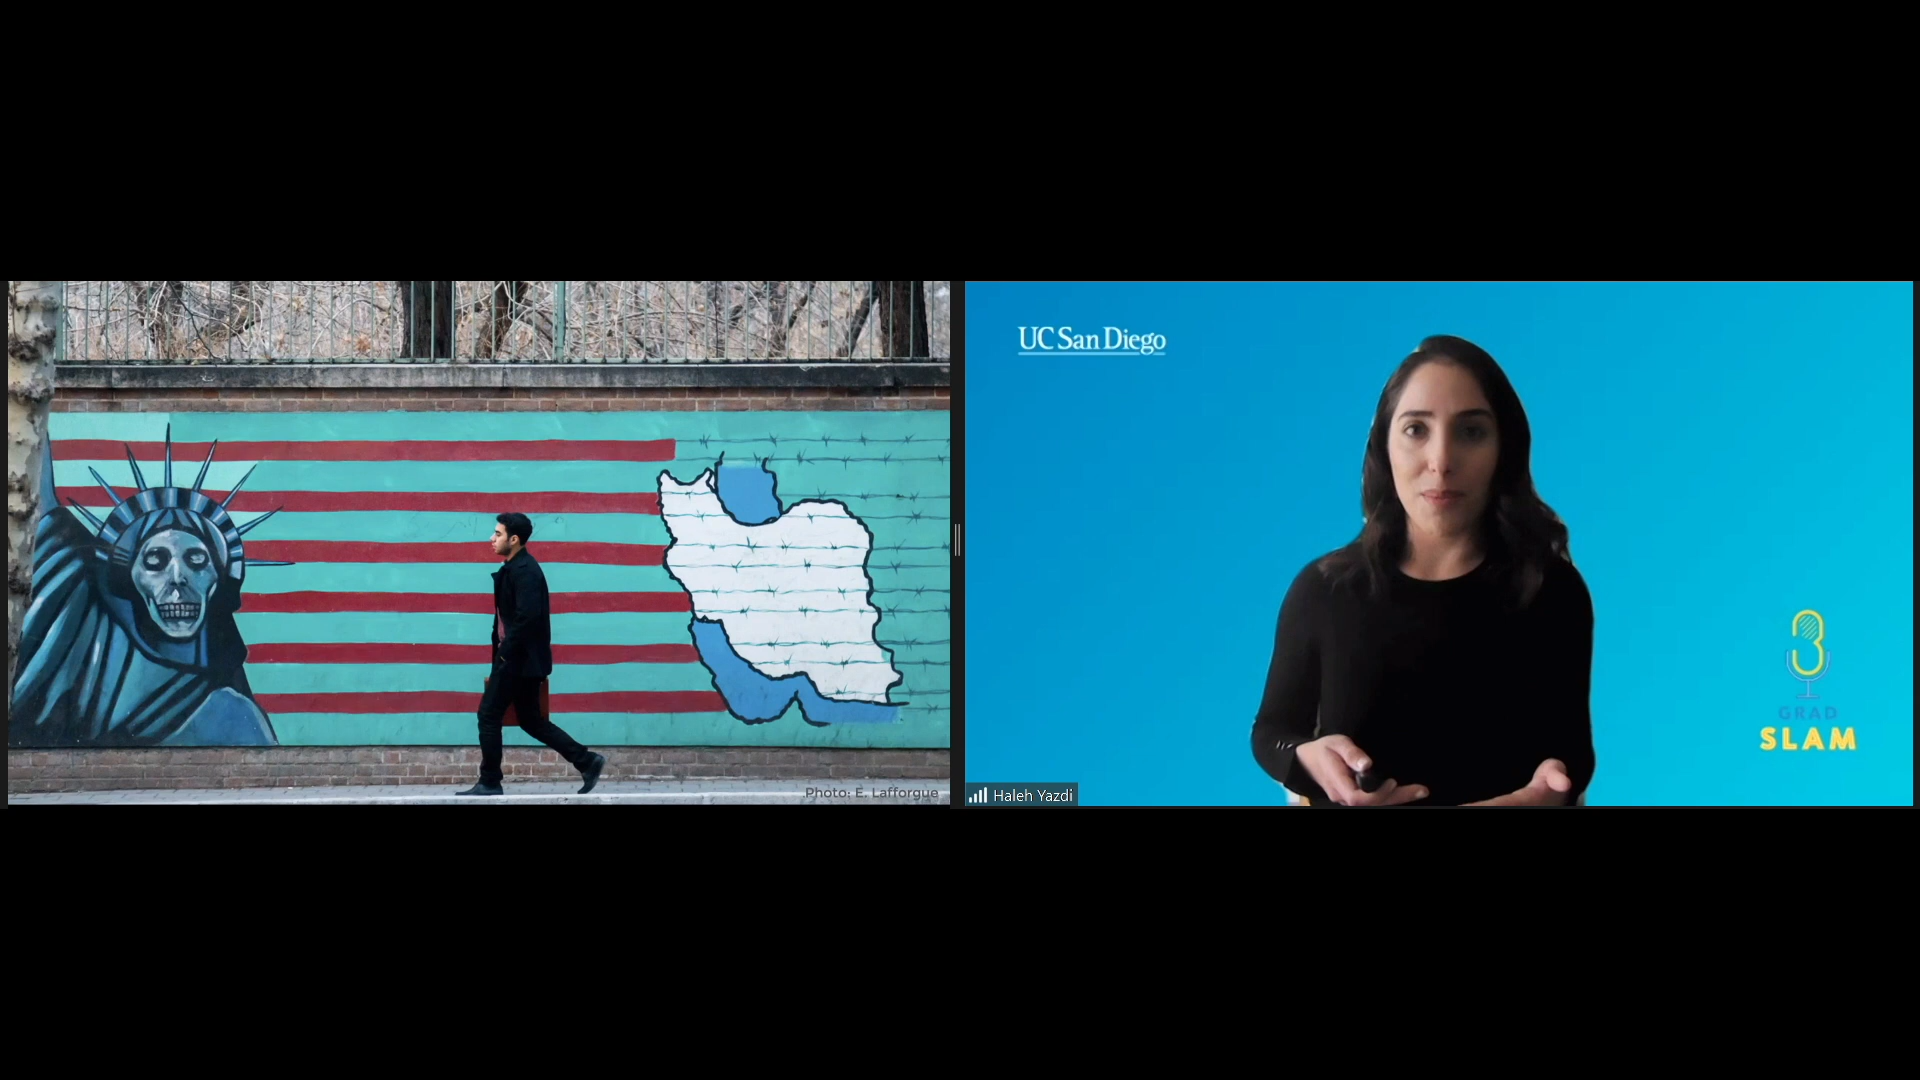 Photo: E. Lafforgue
UC San Diego
GRAD
SLAM
Haleh Yazdi